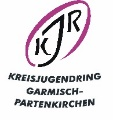 KJR
KREISJUGENDRING
GARMISCH-
PARTENKIRCHEN